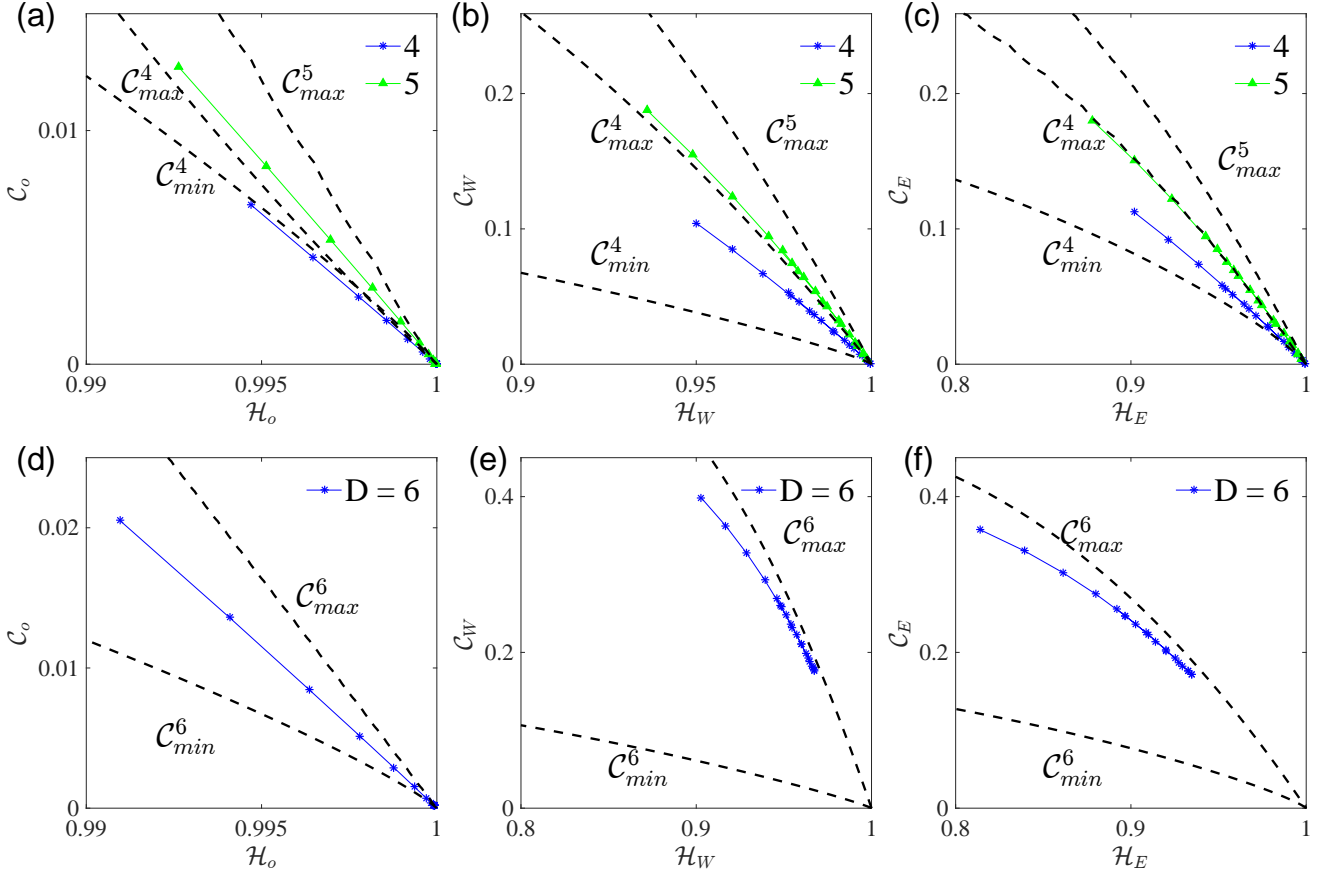 (a)
4
5
C^4_max
C^5_max
C^4_min
C_o
0.01
0
0.99
0.995
1
H_o
(b)
4
5
C^4_max
C^5_max
C^4_min
C_W
0.2
0.1
0
0.9
0.95
1
H_W
(c)
4
5
C^4_max
C^5_max
C^4_min
C_E
0.2
0.1
0
0.8
0.9
1
H_E
(d)
D = 6
C^6_max
C^6_min
C_o
0.02
0.01
0
0.99
0.995
1
H_o
(e)
D = 6
C^6_max
C^6_min
C_W
0.4
0.2
0
0.8
0.9
1
H_W
(f)
D = 6
C^6_max
C^6_min
C_E
0.4
0.2
0
0.8
0.9
1
H_E